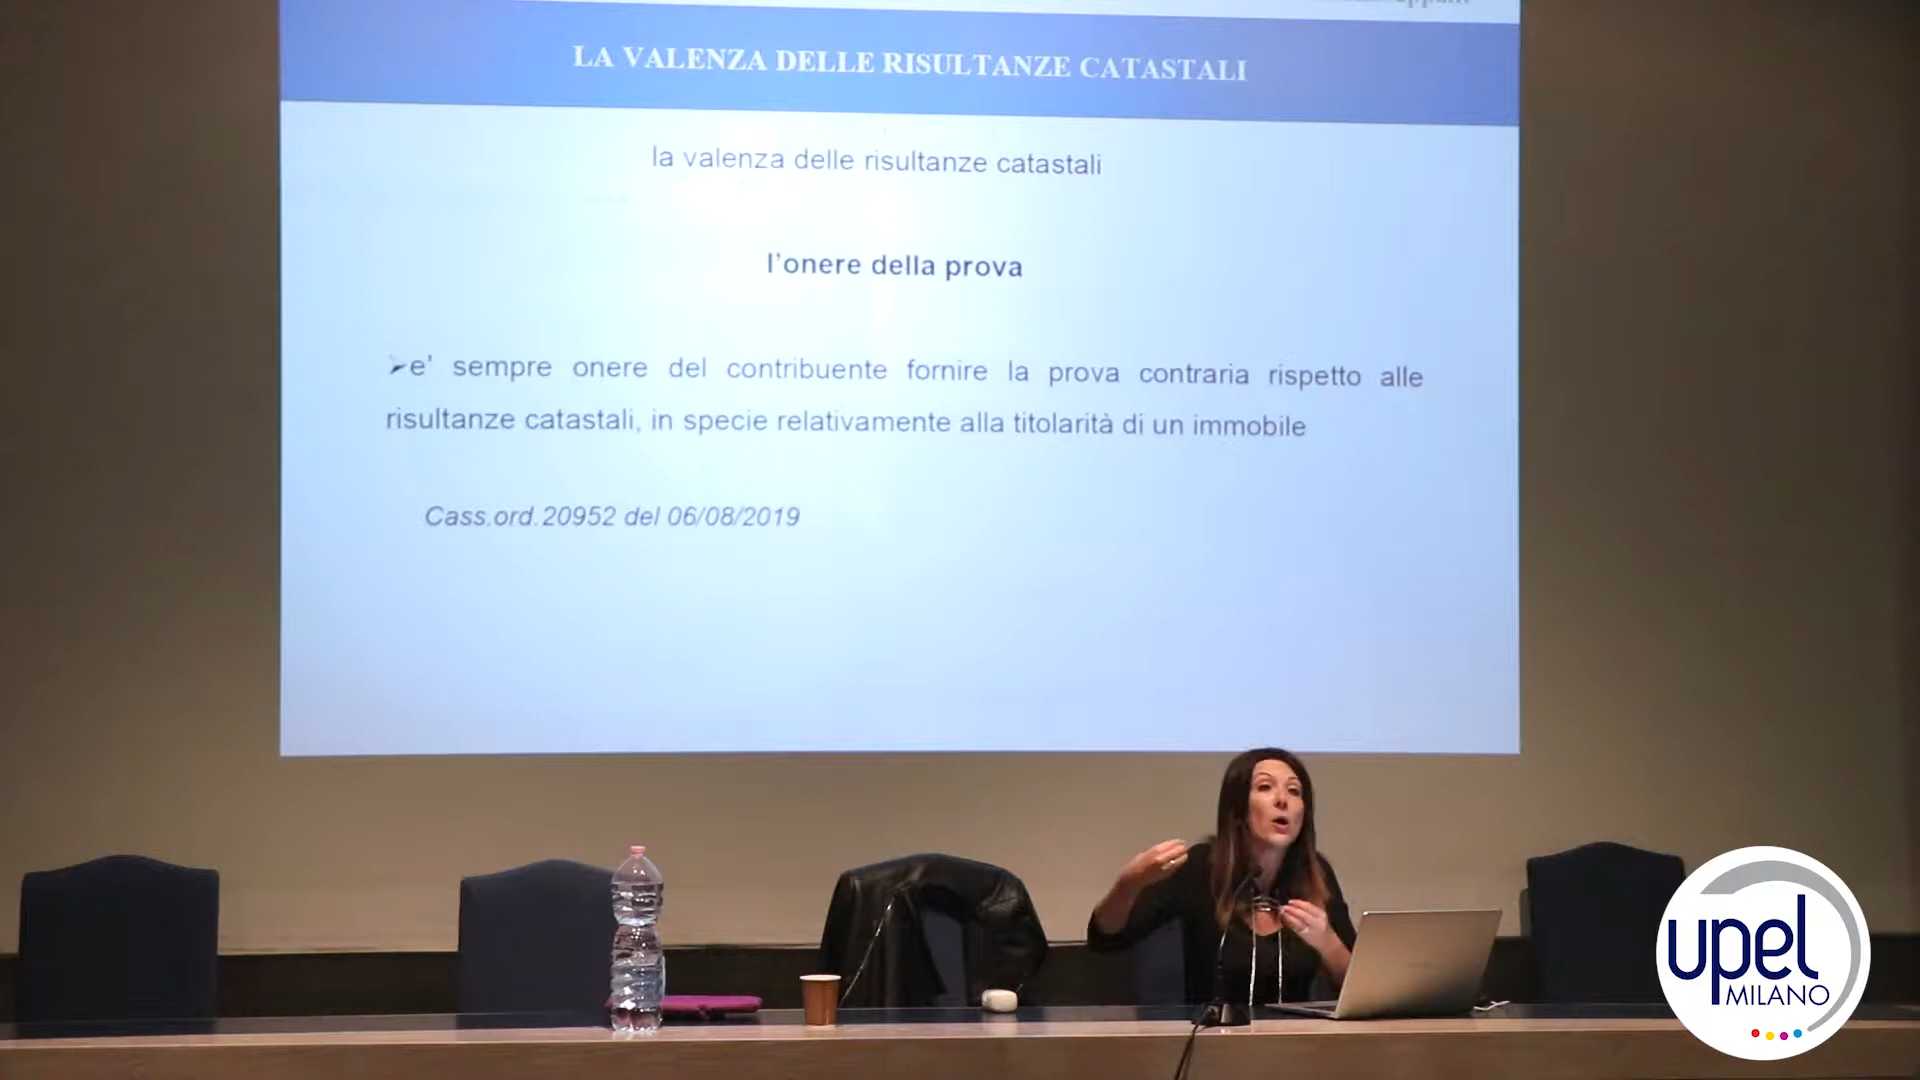 LA VALENZA DELLE RISULTANZE CATASTALI
la valenza delle risultanze catastali
l'onere della prova
➢e' sempre onere del contribuente fornire la prova contraria rispetto alle
risultanze catastali, in specie relativamente alla titolarità di un immobile
Cass.ord.20952 del 06/08/2019
upel
MILANO